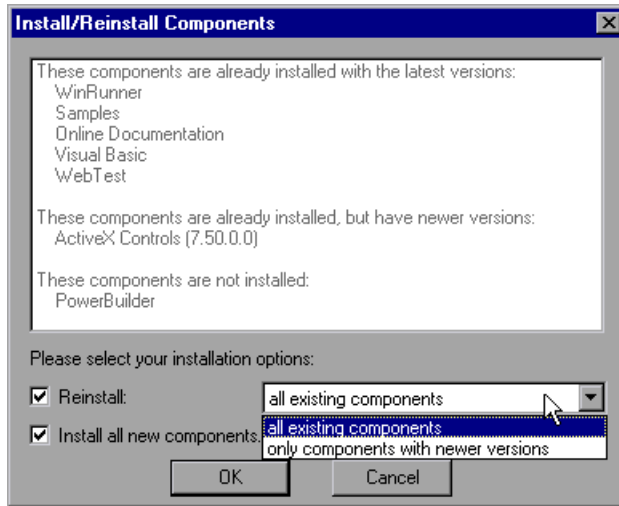 Install/Reinstall Components
These components are already installed with the latest versions:
WinRunner
Samples
Online Documentation
Visual Basic
WebTest
These components are already installed, but have newer versions:
ActiveX Controls (7.50.0.0)
These components are not installed:
PowerBuilder
Please select your installation options:
Reinstall:
all existing components
all existing components
only components with newer versions
Install all new components.
OK
Cancel